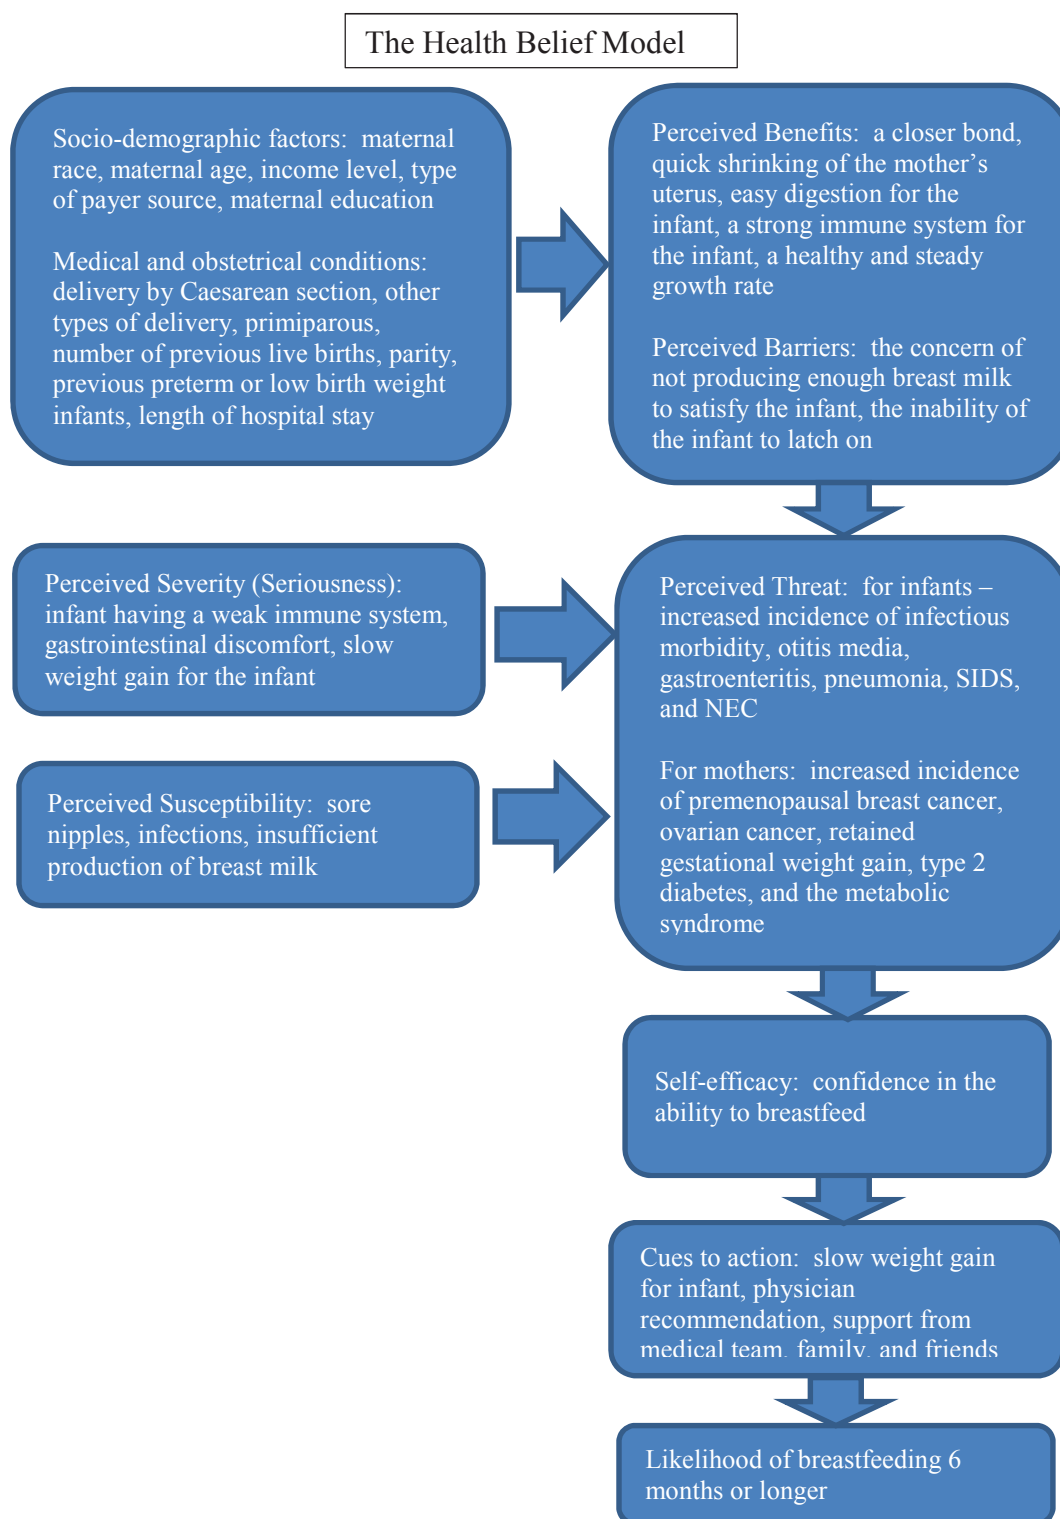 The Health Belief Model
Socio-demographic factors:  maternal
race, maternal age, income level, type
of payer source, maternal education
Medical and obstetrical conditions:
delivery by Caesarean section, other
types of delivery, primiparous,
number of previous live births, parity,
previous preterm or low birth weight
infants, length of hospital stay
Perceived Benefits:  a closer bond,
quick shrinking of the mother's
uterus, easy digestion for the
infant, a strong immune system for
the infant, a healthy and steady
growth rate
Perceived Barriers:  the concern of
not producing enough breast milk
to satisfy the infant, the inability of
the infant to latch on
Perceived Severity (Seriousness):
infant having a weak immune system,
gastrointestinal discomfort, slow
weight gain for the infant
Perceived Susceptibility:  sore
nipples, infections, insufficient
production of breast milk
Perceived Threat:  for infants –
increased incidence of infectious
morbidity, otitis media,
gastroenteritis, pneumonia, SIDS,
and NEC
For mothers:  increased incidence
of premenopausal breast cancer,
ovarian cancer, retained
gestational weight gain, type 2
diabetes, and the metabolic
syndrome
Self-efficacy:  confidence in the
ability to breastfeed
Cues to action:  slow weight gain
for infant, physician
recommendation, support from
medical team, family, and friends
Likelihood of breastfeeding 6
months or longer